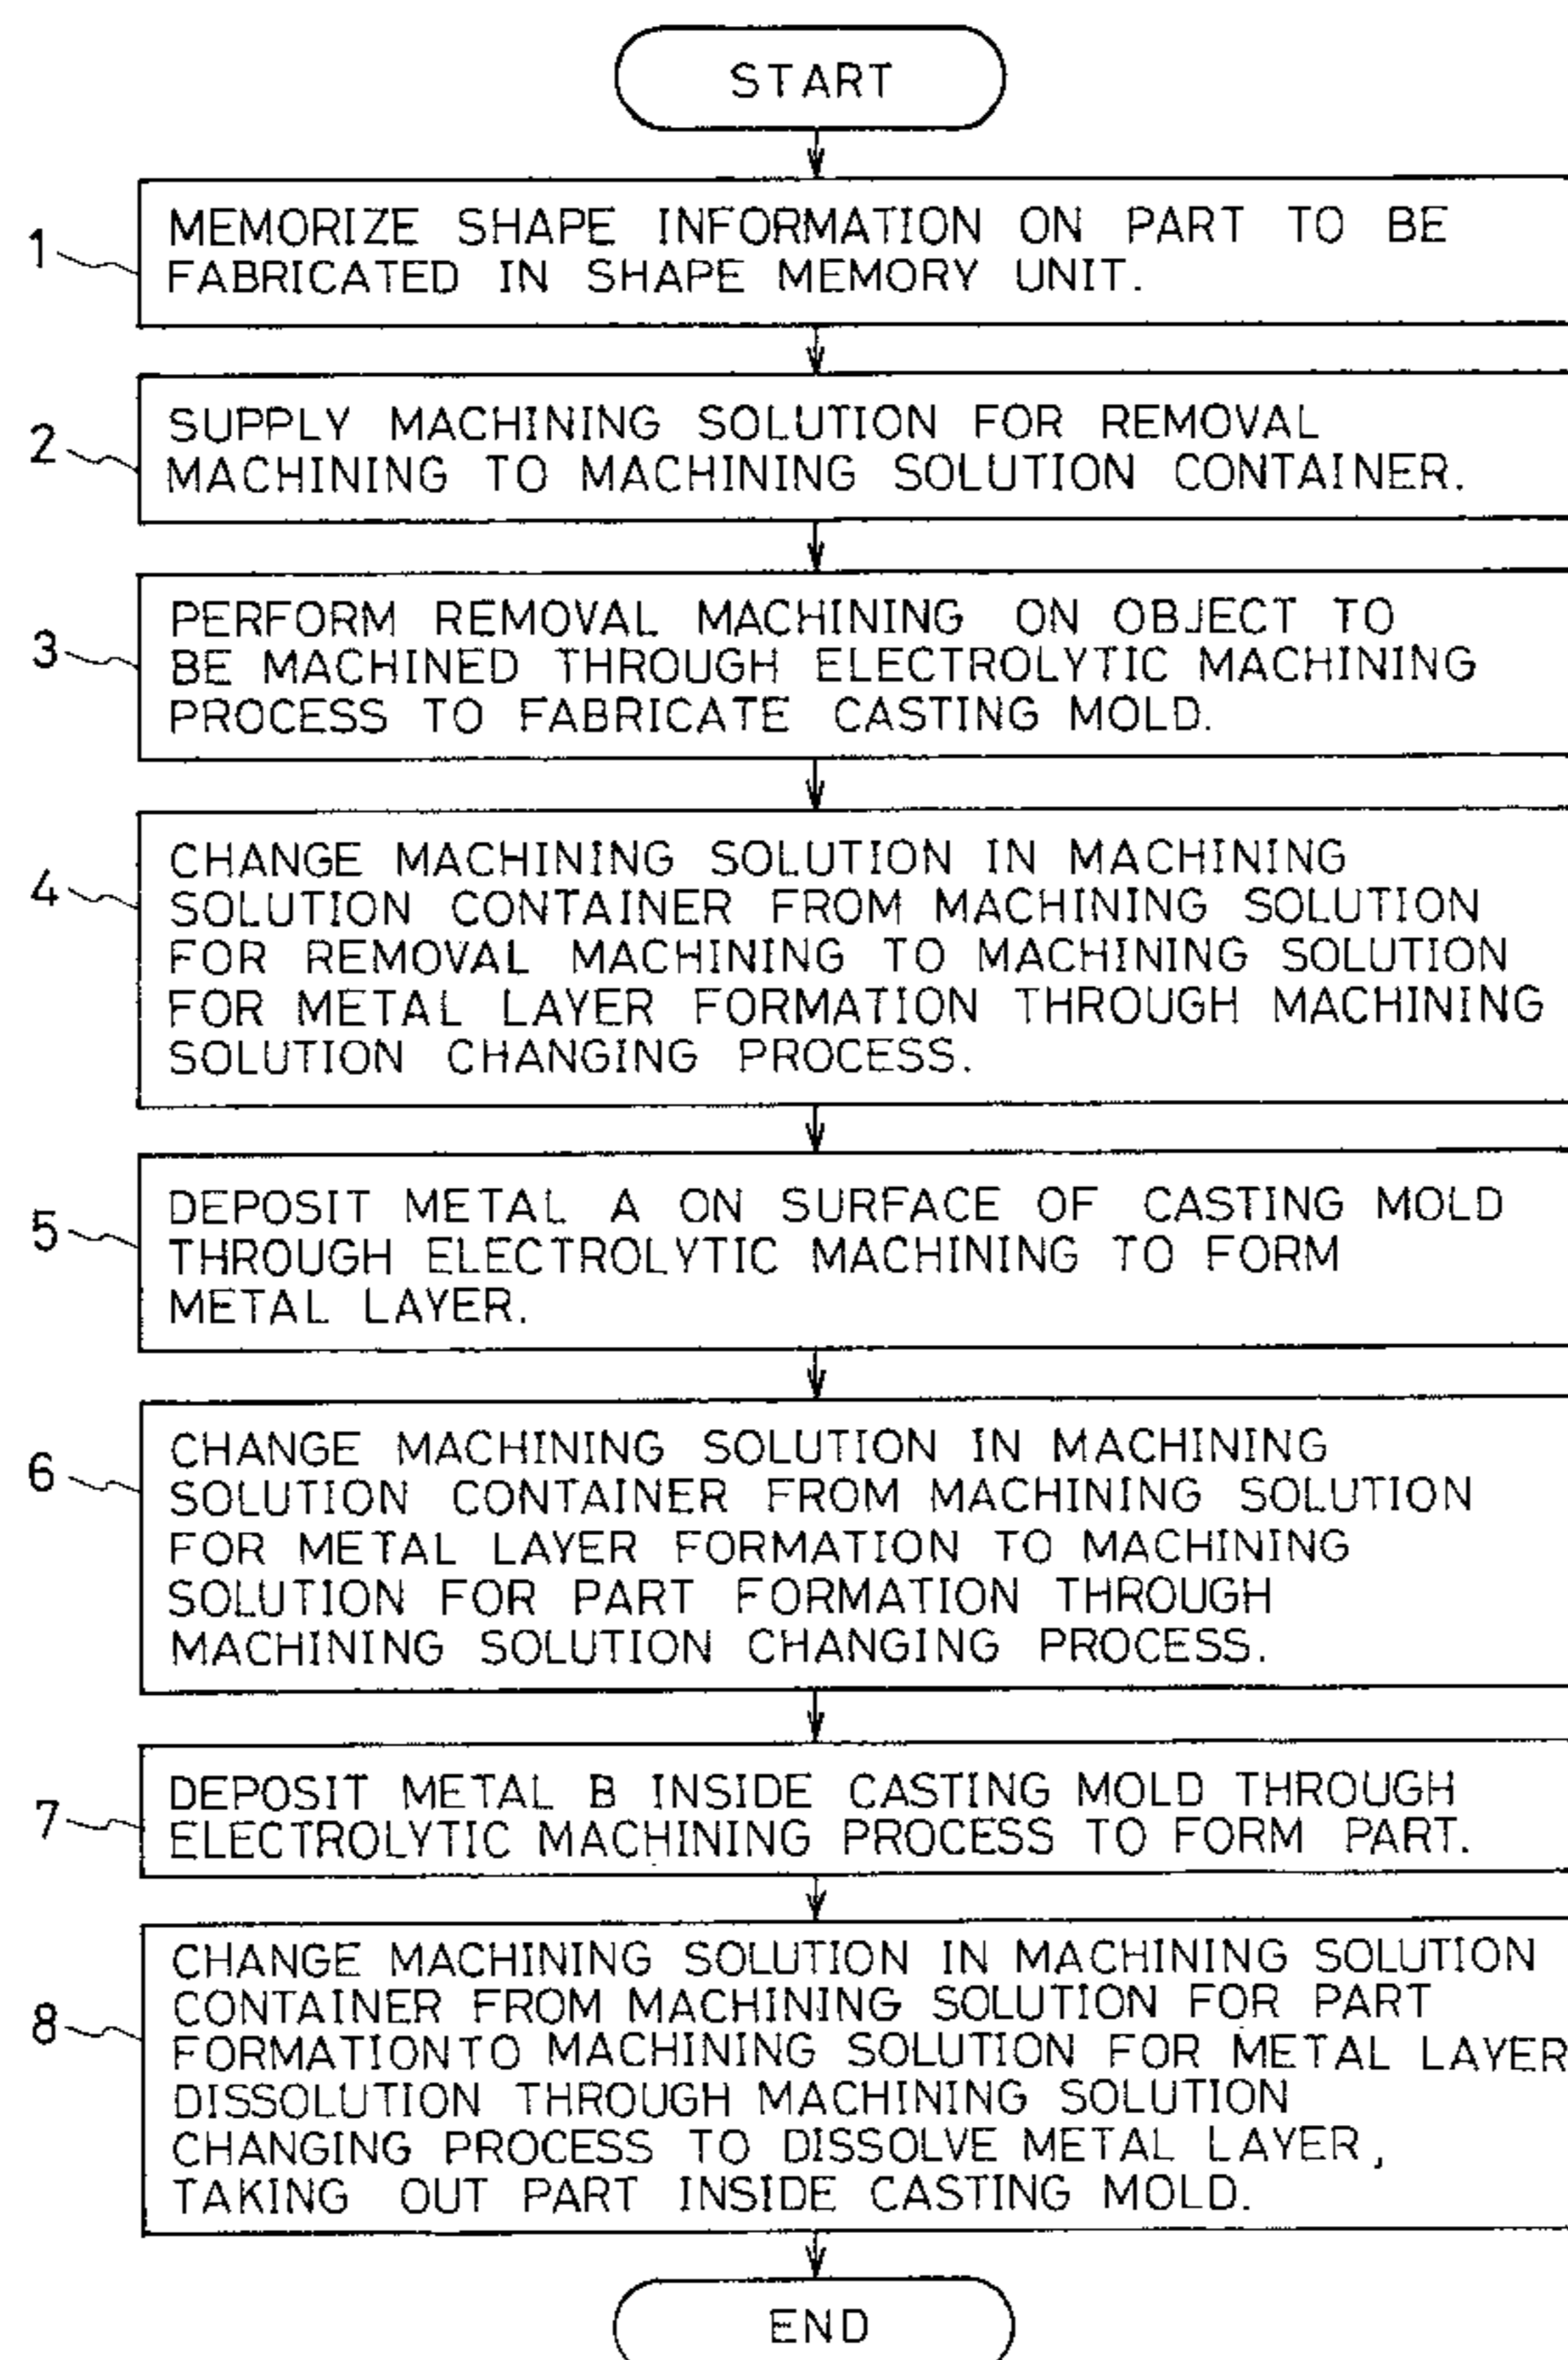 START
1
MEMORIZE SHAPE INFORMATION ON PART TO BE
FABRICATED IN SHAPE MEMORY UNIT.
2
SUPPLY MACHINING SOLUTION FOR REMOVAL
MACHINING TO MACHINING SOLUTION CONTAINER.
3
PERFORM REMOVAL MACHINING ON OBJECT TO
BE MACHINED THROUGH ELECTROLYTIC MACHINING
PROCESS TO FABRICATE CASTING MOLD.
4
CHANGE MACHINING SOLUTION IN MACHINING
SOLUTION CONTAINER FROM MACHINING SOLUTION
FOR REMOVAL MACHINING TO MACHINING SOLUTION
FOR METAL LAYER FORMATION THROUGH MACHINING
SOLUTION CHANGING PROCESS.
5
DEPOSIT METAL A ON SURFACE OF CASTING MOLD
THROUGH ELECTROLYTIC MACHINING TO FORM
METAL LAYER.
6
CHANGE MACHINING SOLUTION IN MACHINING
SOLUTION CONTAINER FROM MACHINING SOLUTION
FOR METAL LAYER FORMATION TO MACHINING
SOLUTION FOR PART FORMATION THROUGH
MACHINING SOLUTION CHANGING PROCESS.
7
DEPOSIT METAL B INSIDE CASTING MOLD THROUGH
ELECTROLYTIC MACHINING PROCESS TO FORM PART.
8
CHANGE MACHINING SOLUTION IN MACHINING SOLUTION
CONTAINER FROM MACHINING SOLUTION FOR PART
FORMATIONTO MACHINING SOLUTION FOR METAL LAYER
DISSOLUTION THROUGH MACHINING SOLUTION
CHANGING PROCESS TO DISSOLVE METAL LAYER,
TAKING OUT PART INSIDE CASTING MOLD.
END